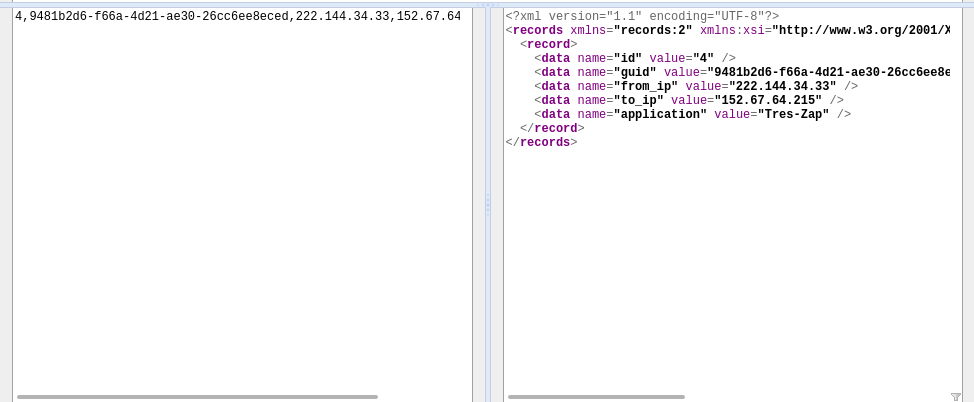 4,9481b2d6-f66a-4d21-ae30-26cc6ee8eced,222.144.34.33,152.67.64
<?xml version="1.1" encoding="UTF-8"?>
<records xmlns="records:2" xmlns:xsi="http://www.w3.org/2001/X
<record>
<data name="id" value="4" />
<data name="guid" value="9481b2d6-f66a-4d21-ae30-26cc6ee8e
<data name="from_ip" value="222.144.34.33" />
<data name="to_ip" value="152.67.64.215" />
<data name="application" value="Tres-Zap" />
</record>
</records>